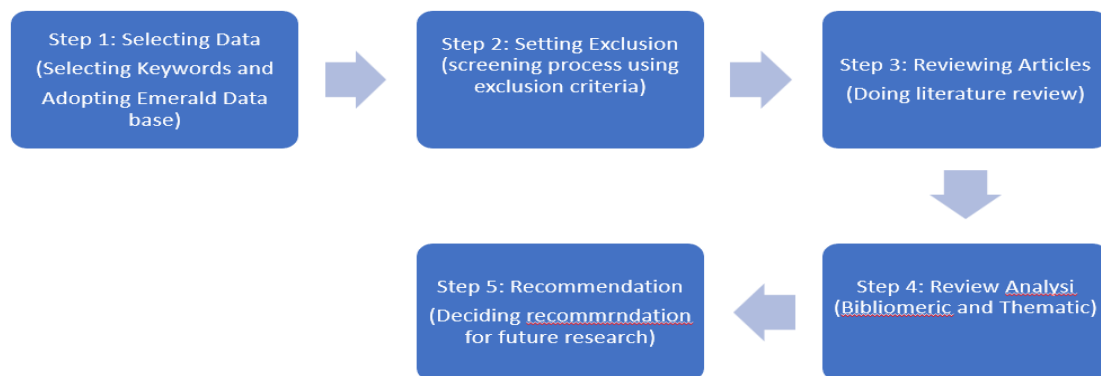 Step 1: Selecting Data
(Selecting Keywords and
Adopting Emerald Data
base)
Step 2: Setting Exclusion
(screening process using
exclusion criteria)
Step 3: Reviewing Articles
(Doing literature review)
Step 4: Review Analysi
(Bibliomeric and Thematic)
Step 5: Recommendation
(Deciding recommrndation
for future research)